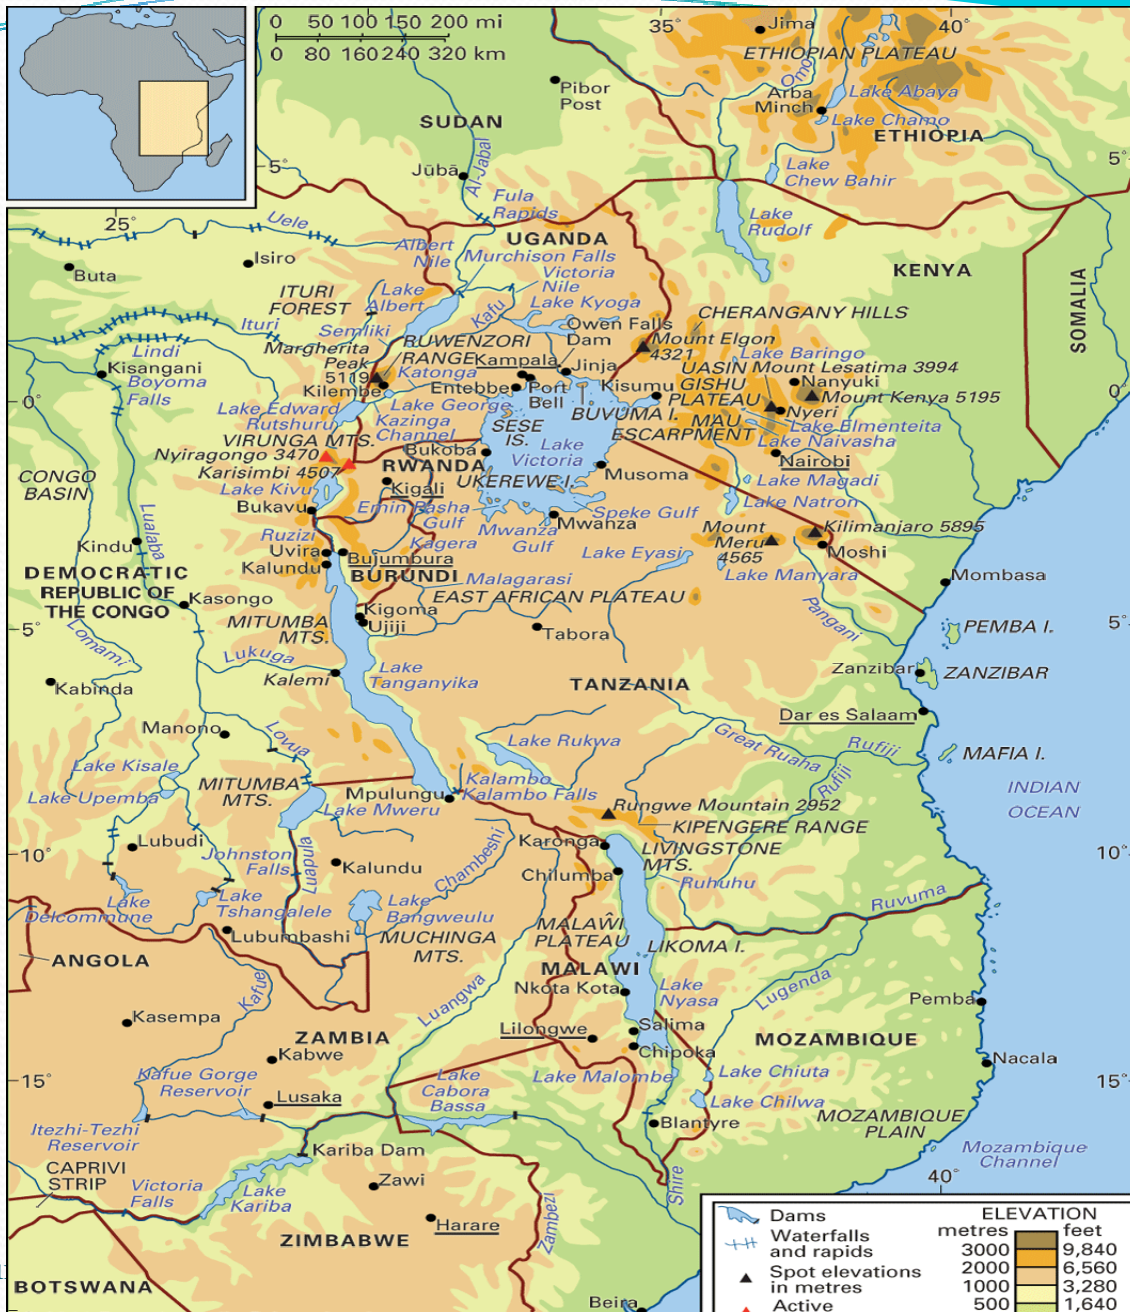 0 50 100 150 200 mi
0 80 160 240 320 km
35°
40°
Jima
ETHIOPIAN PLATEAU
Omo
Pibor
Post
Arba
Minch
Lake Abaya
Lake Chamo
SUDAN
ETHIOPIA
5°
Jūbā
Al-Jabal
Lake
Chew Bahir
5°
Fula
Rapids
25°
Uele
Lake
Rudolf
Albert
Nile
UGANDA
Murchison Falls
Isiro
Buta
Victoria
Nile
KENYA
SOMALIA
ITURI
FOREST
Lake
Albert
Kafu
Lake Kyoga
CHERANGANY HILLS
Ituri
Semliki
Owen Falls
Dam
Mount Elgon
4321
Lindi
Margherita
Peak
5119
RUWENZORI
RANGE
Kampala
Jinja
Lake Baringo
UASIN
GISHU
PLATEAU
Mount Lesatima 3994
Kisangani
Boyoma
Falls
Kilembe
Katonga
Entebbe
Port
Bell
Kisumu
Nanyuki
Mount Kenya 5195
0°
0°
Lake Edward
Rutshuru
Lake George
Kazinga
Channel
SESE
IS.
BUVUMA I.
MAU
ESCARPMENT
Nyeri
Lake Elmenteita
Lake Naivasha
VIRUNGA MTS.
Nyiragongo 3470
Karisimbi 4507
Bukoba
RWANDA
Lake
Victoria
UKEREWE I.
Musoma
Nairobi
Lake Magadi
CONGO
BASIN
Lake Kivu
Kigali
Lake Natron
Bukavu
Emin Pasha
Gulf
Speke Gulf
Mwanza
Mwanza
Gulf
Lualaba
Kindu
Ruzizi
Uvira
Kalundu
Kagera
Bujumbura
BURUNDI
Lake Eyasi
Mount
Meru
4565
Kilimanjaro 5895
Moshi
Lake Manyara
DEMOCRATIC
REPUBLIC OF
THE CONGO
Kasongo
Malagarasi
EAST AFRICAN PLATEAU
Mombasa
5°
Lomami
MITUMBA
MTS.
Kigoma
Ujiji
Tabora
Pangani
PEMBA I.
5°
Lukuga
Kalemi
Lake
Tanganyika
Zanzibar
ZANZIBAR
Kabinda
TANZANIA
Dar es Salaam
Manono
Lovua
Lake Rukwa
Great Ruaha
Rufiji
Rufiji
MAFIA I.
Lake Kisale
Lake Upemba
MITUMBA
MTS.
Mpulungu
Lake Mweru
Kalambo
Kalambo Falls
INDIAN
OCEAN
Rungwe Mountain 2952
KIPENGERE RANGE
Lubudi
10°
Johnston
Falls
Luapula
Kalundu
Chambeshi
Karonga
Chilumba
LIVINGSTONE
MTS.
Ruhuhu
10°
Lake
Delcommune
Lake
Tshangalele
Lake
Bangweulu
Ruvuma
Lubumbashi
MUCHINGA
MTS.
MALAŴI
PLATEAU
LIKOMA I.
ANGOLA
MALAWI
Kafue
Luangwa
Nkota Kota
Lake
Nyasa
Lugenda
Pemba
Kasempa
ZAMBIA
Lilongwe
Salima
Chipoka
MOZAMBIQUE
Kabwe
Nacala
15°
Kafue Gorge
Reservoir
Lusaka
Lake
Cabora
Bassa
Lake Malombe
Lake Chiuta
Lake Chilwa
15°
Itezhi-Tezhi
Reservoir
Kariba Dam
Blantyre
MOZAMBIQUE
PLAIN
CAPRIVI
STRIP
Victoria
Falls
Lake
Kariba
Zawi
Shire
Mozambique
Channel
40°
Harare
Zambezi
ZIMBABWE
BOTSWANA
Beira
Dams
Waterfalls
and rapids
Spot elevations
in metres
Active
ELEVATION
metres feet
3000 9,840
2000 6,560
1000 3,280
500 1,640